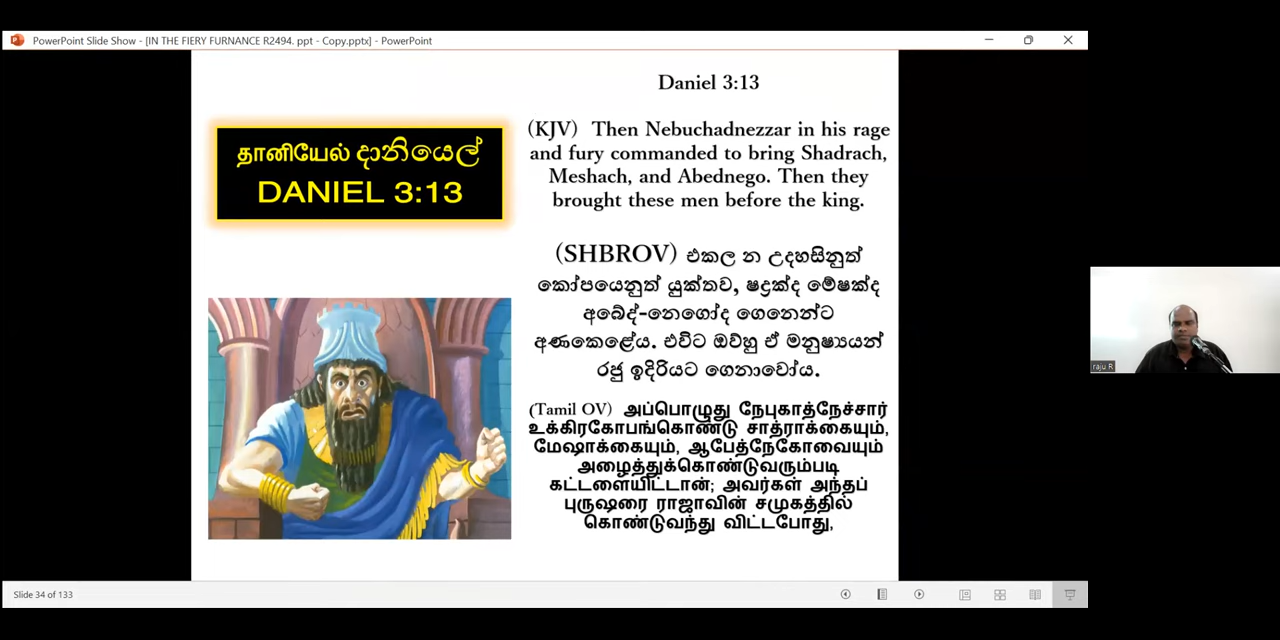 PowerPoint Slide Show - [IN THE FIERY FURNANCE R2494. ppt - Copy.pptx] - PowerPoint
தானியேல் දානියෙල්
DANIEL 3:13
Daniel 3:13
(KJV) Then Nebuchadnezzar in his rage
and fury commanded to bring Shadrach,
Meshach, and Abednego. Then they
brought these men before the king.
(SHBROV) එකල න උදහසිනුත්
කෝපයෙනුත් යුක්තව, ෂද්‍රක්ද මේෂක්ද
අබේද්-නෙගෝද ගෙනෙන්ට
අණකෙළේය. එවිට ඔව්හු ඒ මනුෂ්‍යයන්
රජු ඉදිරියට ගෙනාවෝය.
(Tamil OV) அப்பொழுது நேபுகாத்நேச்சார்
உக்கிரகோபங்கொண்டு சாத்ராக்கையும்,
மேஷாக்கையும், ஆபேத்நேகோவையும்
அழைத்துக்கொண்டுவரும்படி
கட்டளையிட்டான்; அவர்கள் அந்தப்
புருஷரை ராஜாவின் சமுகத்தில்
கொண்டுவந்து விட்டபோது,
raju R
Slide 34 of 133